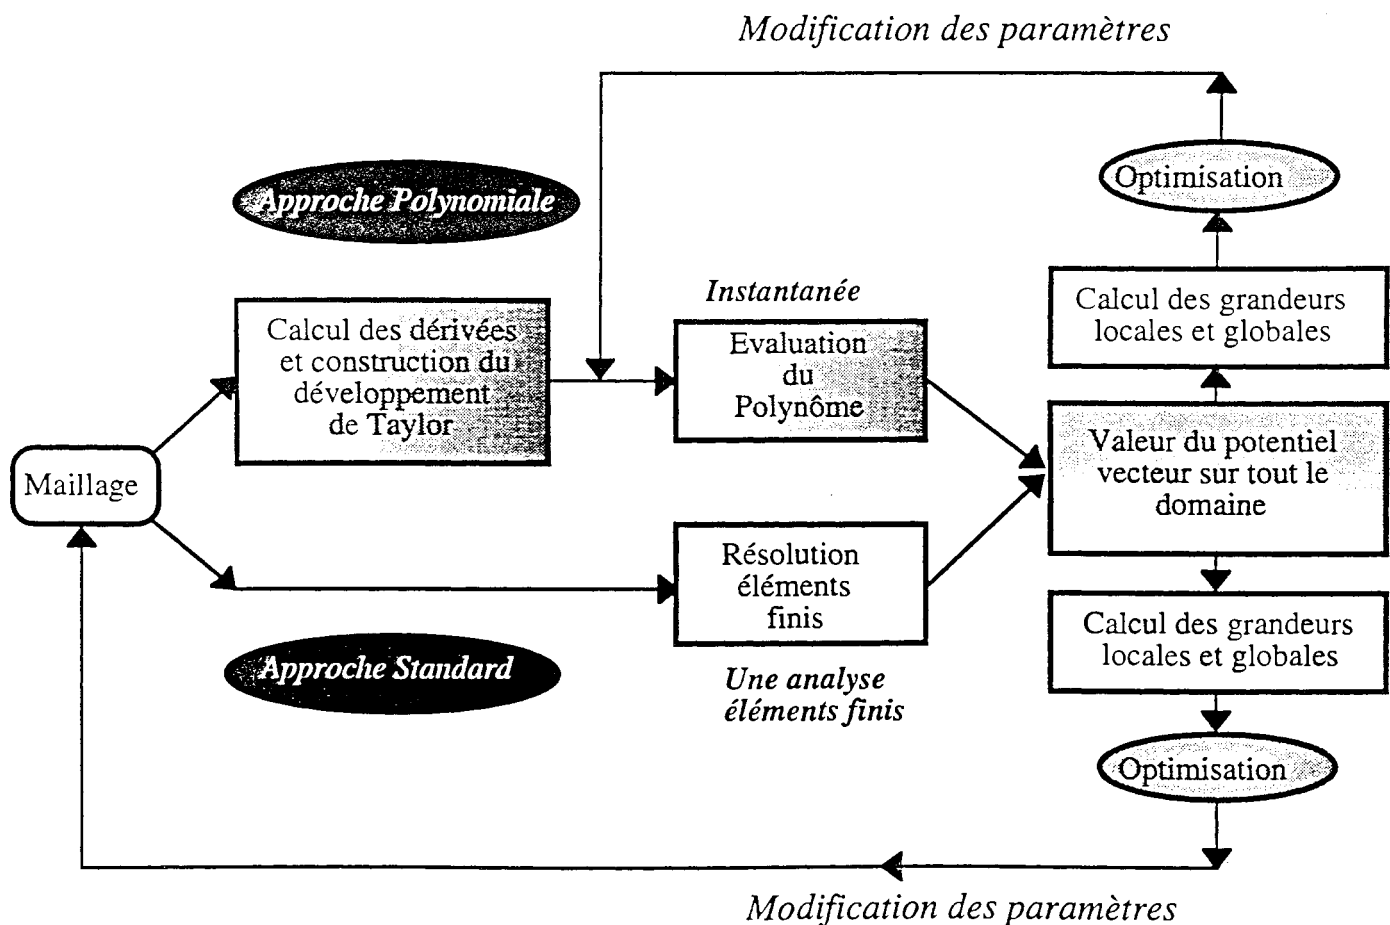 Modification des paramètres
Approche Polynomiale
Optimisation
Instantanée
Calcul des dérivées
et construction du
développement
de Taylor
Evaluation
du
Polynôme
Calcul des grandeurs
locales et globales
Maillage
Valeur du potentiel
vecteur sur tout le
domaine
Résolution
éléments
finis
Approche Standard
Une analyse
éléments finis
Calcul des grandeurs
locales et globales
Optimisation
Modification des paramètres